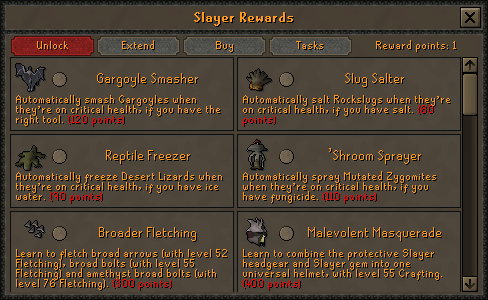 Slayer Rewards
Unlock
Extend
Buy
Tasks
Reward points: 1
Gargoyle Smasher
Automatically smash Gargoyles when
they're on critical health, if you have the
right tool. (120 points)
Slug Salter
Automatically salt Rockslugs when they're
on critical health, if you have salt. (80
points)
Reptile Freezer
Automatically freeze Desert Lizards when
they're on critical health, if you have ice
water. (90 points)
'Shroom Sprayer
Automatically spray Mutated Zygomites
when they're on critical health, if you
have fungicide. (110 points)
Broader Fletching
Learn to fletch broad arrows (with level 52
Fletching), broad bolts (with level 55
Fletching) and amethyst broad bolts (with
level 76 Fletching). (300 points)
Malevolent Masquerade
Learn to combine the protective Slayer
headgear and Slayer gem into one
universal helmet, with level 55 Crafting.
(400 points)